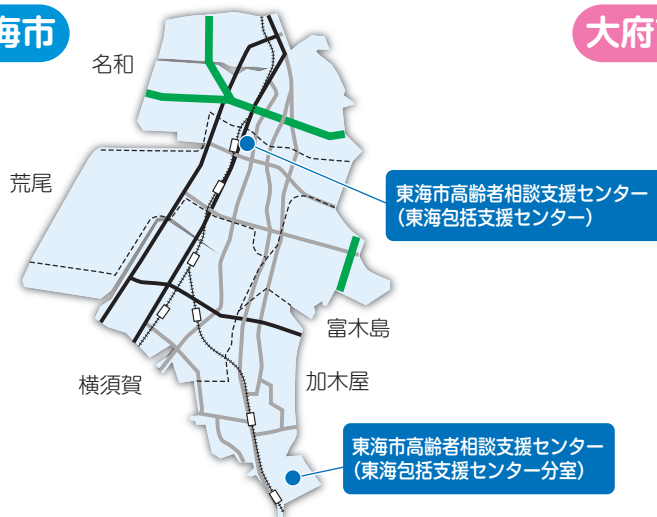 海市
大府
名和
荒尾
東海市高齢者相談支援センター
（東海包括支援センター）
富木島
横須賀
加木屋
東海市高齢者相談支援センター
（東海包括支援センター分室）